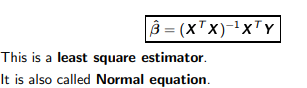 β̂ = (XᵀX)⁻¹XᵀY
This is a least square estimator.
It is also called Normal equation.